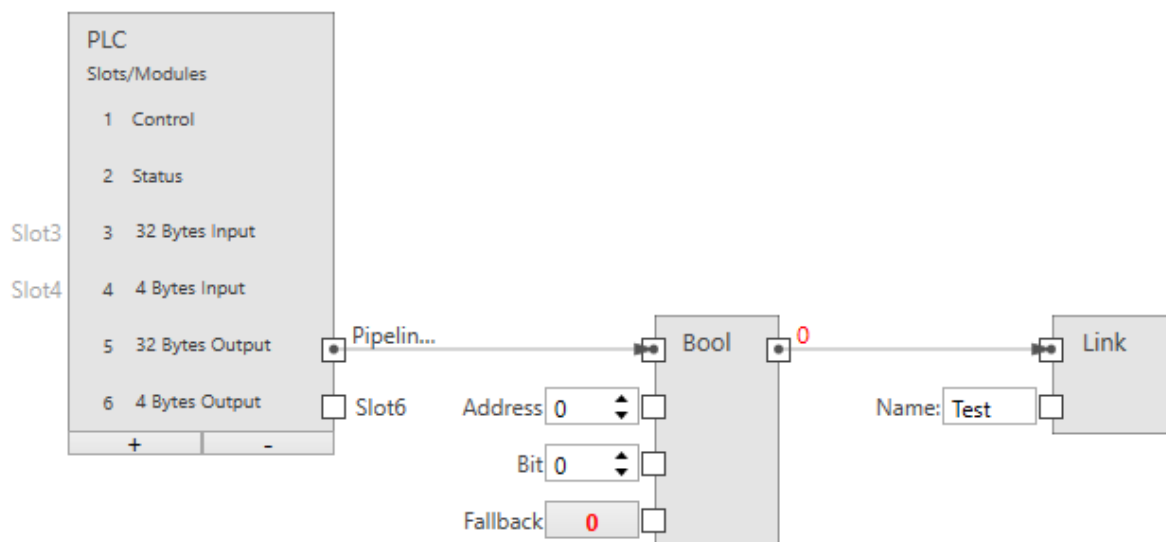 PLC
Slots/Modules
1 Control
2 Status
Slot3 3 32 Bytes Input
Slot4 4 4 Bytes Input
5 32 Bytes Output Pipelin... Bool 0 Link
6 4 Bytes Output Slot6 Address 0 Name: Test
+ -
Bit 0
Fallback 0